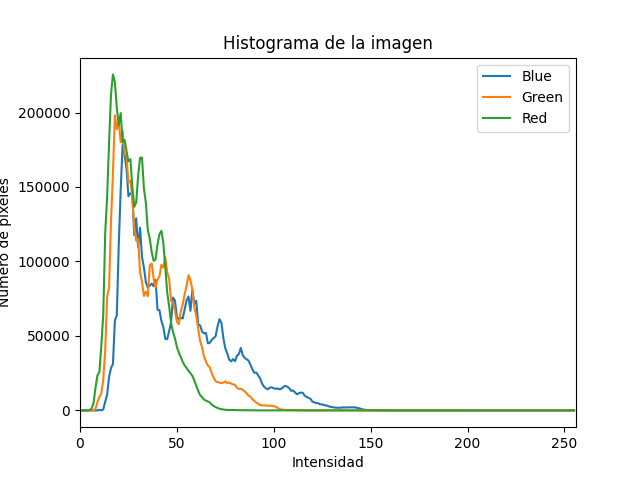 Histograma de la imagen
Número de píxeles
200000
150000
100000
50000
0
Blue
Green
Red
0 50 100 150 200 250
Intensidad